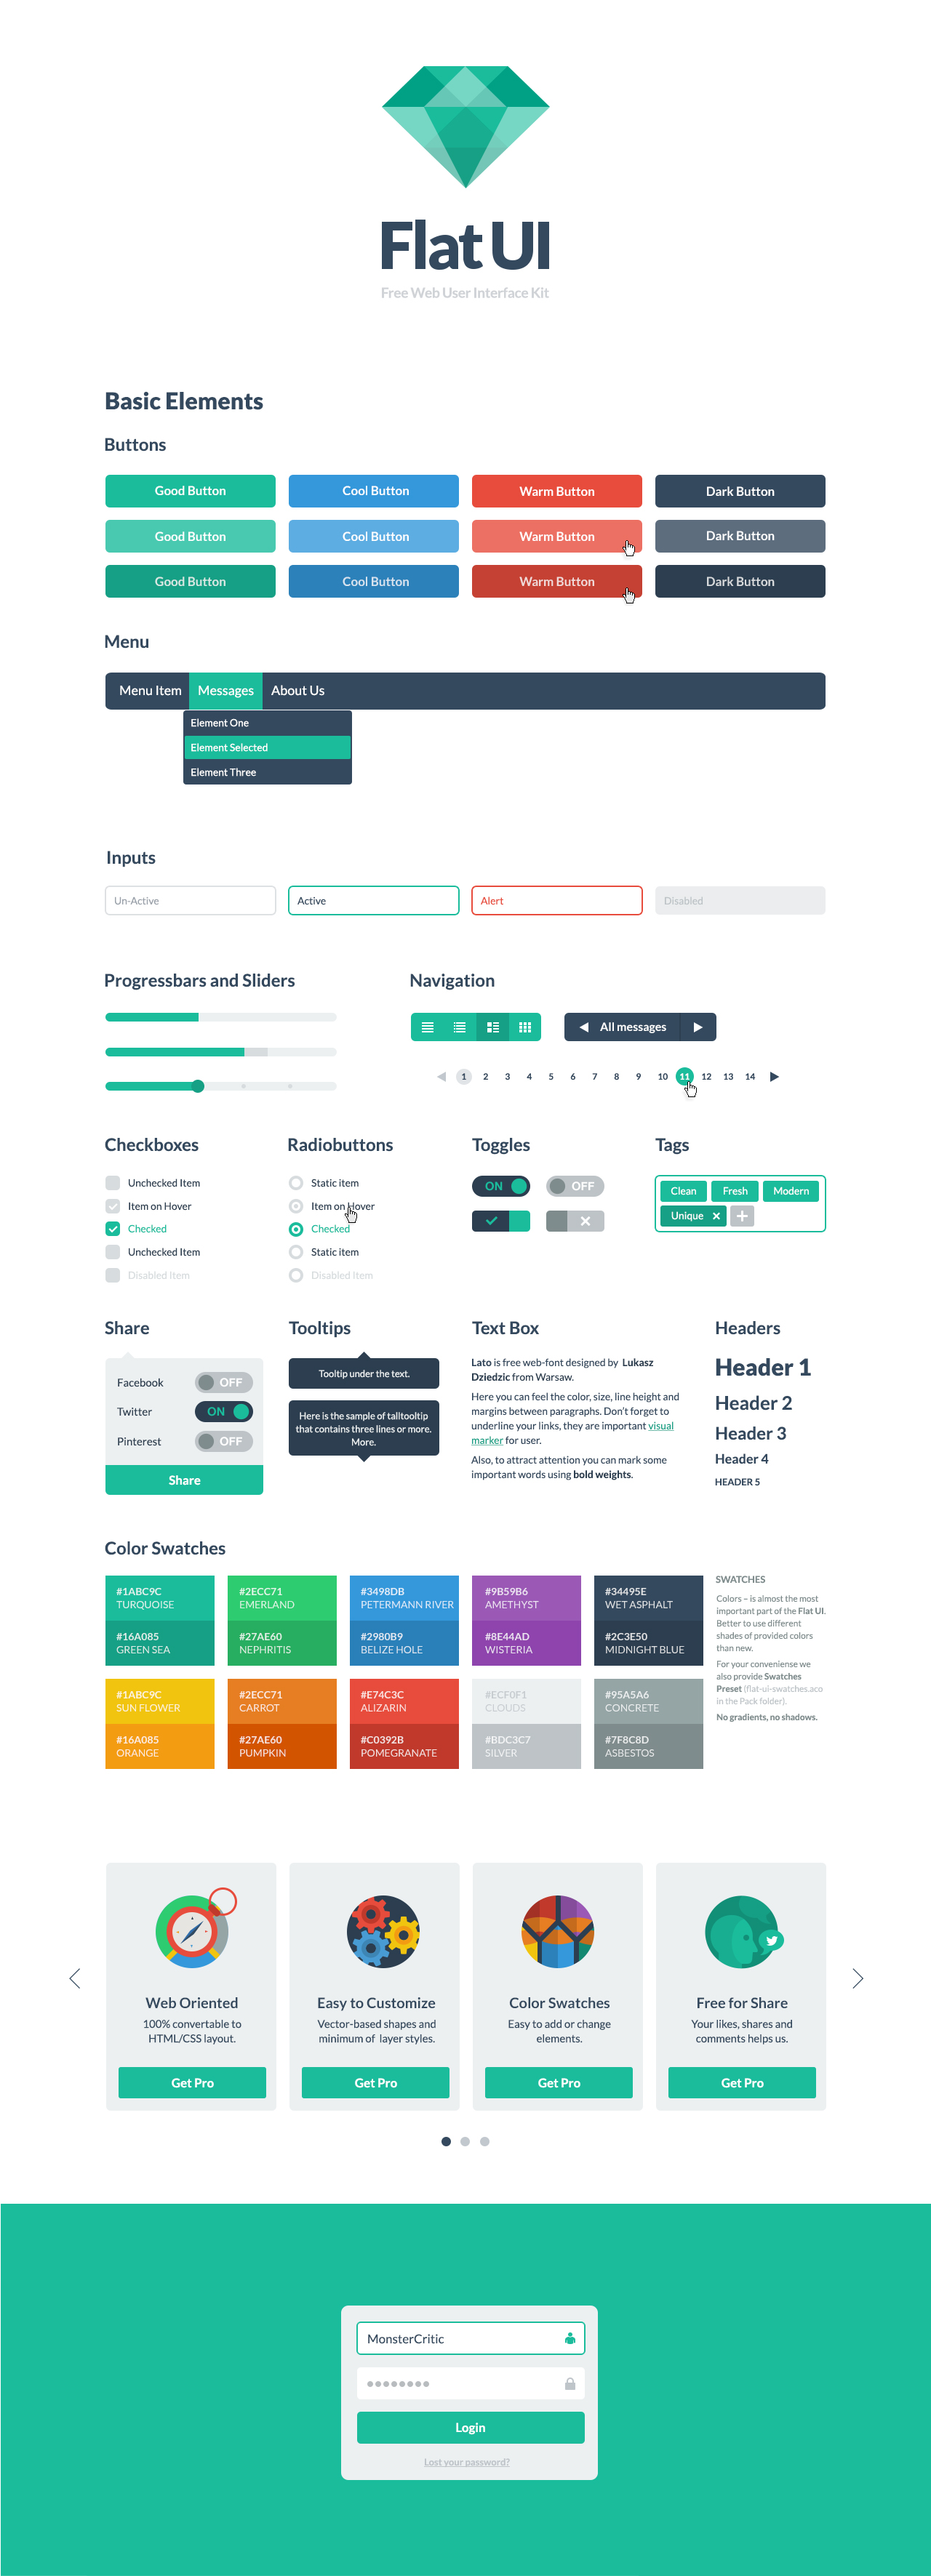 Flat UI
Free Web User Interface Kit
Basic Elements
Buttons
Good Button
Cool Button
Warm Button
Dark Button
Good Button
Cool Button
Warm Button
Dark Button
Good Button
Cool Button
Warm Button
Dark Button
Menu
Menu Item
Messages
About Us
Element One
Element Selected
Element Three
Inputs
Un-Active
Active
Alert
Disabled
Progressbars and Sliders
Navigation
All messages
1 2 3 4 5 6 7 8 9 10 11 12 13 14
Checkboxes
Unchecked Item
Item on Hover
Checked
Unchecked Item
Disabled Item
Radiobuttons
Static item
Item on Hover
Checked
Static item
Disabled Item
Toggles
ON
OFF
Tags
Clean
Fresh
Modern
Unique
Share
Facebook
OFF
Twitter
ON
Pinterest
OFF
Share
Tooltips
Tooltip under the text.
Here is the sample of talltooltip
that contains three lines or more.
More.
Text Box
Lato is free web-font designed by Lukasz
Dziedzic from Warsaw.
Here you can feel the color, size, line height and
margins between paragraphs. Don't forget to
underline your links, they are important visual
marker for user.
Also, to attract attention you can mark some
important words using bold weights.
Headers
Header 1
Header 2
Header 3
Header 4
HEADER 5
Color Swatches
#1ABC9C
TURQUOISE
#16A085
GREEN SEA
#2ECC71
EMERLAND
#27AE60
NEPHRITIS
#3498DB
PETERMANN RIVER
#2980B9
BELIZE HOLE
#9B59B6
AMETHYST
#8E44AD
WISTERIA
#34495E
WET ASPHALT
#2C3E50
MIDNIGHT BLUE
#1ABC9C
SUN FLOWER
#16A085
ORANGE
#2ECC71
CARROT
#27AE60
PUMPKIN
#E74C3C
ALIZARIN
#C0392B
POMEGRANATE
#ECF0F1
CLOUDS
#BDC3C7
SILVER
#95A5A6
CONCRETE
#7F8C8D
ASBESTOS
SWATCHES
Colors – is almost the most
important part of the Flat UI.
Better to use different
shades of provided colors
than new.
For your conveniense we
also provide Swatches
Preset (flat-ui-swatches.aco
in the Pack folder).
No gradients, no shadows.
Web Oriented
100% convertable to
HTML/CSS layout.
Get Pro
Easy to Customize
Vector-based shapes and
minimum of layer styles.
Get Pro
Color Swatches
Easy to add or change
elements.
Get Pro
Free for Share
Your likes, shares and
comments helps us.
Get Pro
MonsterCritic
Login
Lost your password?